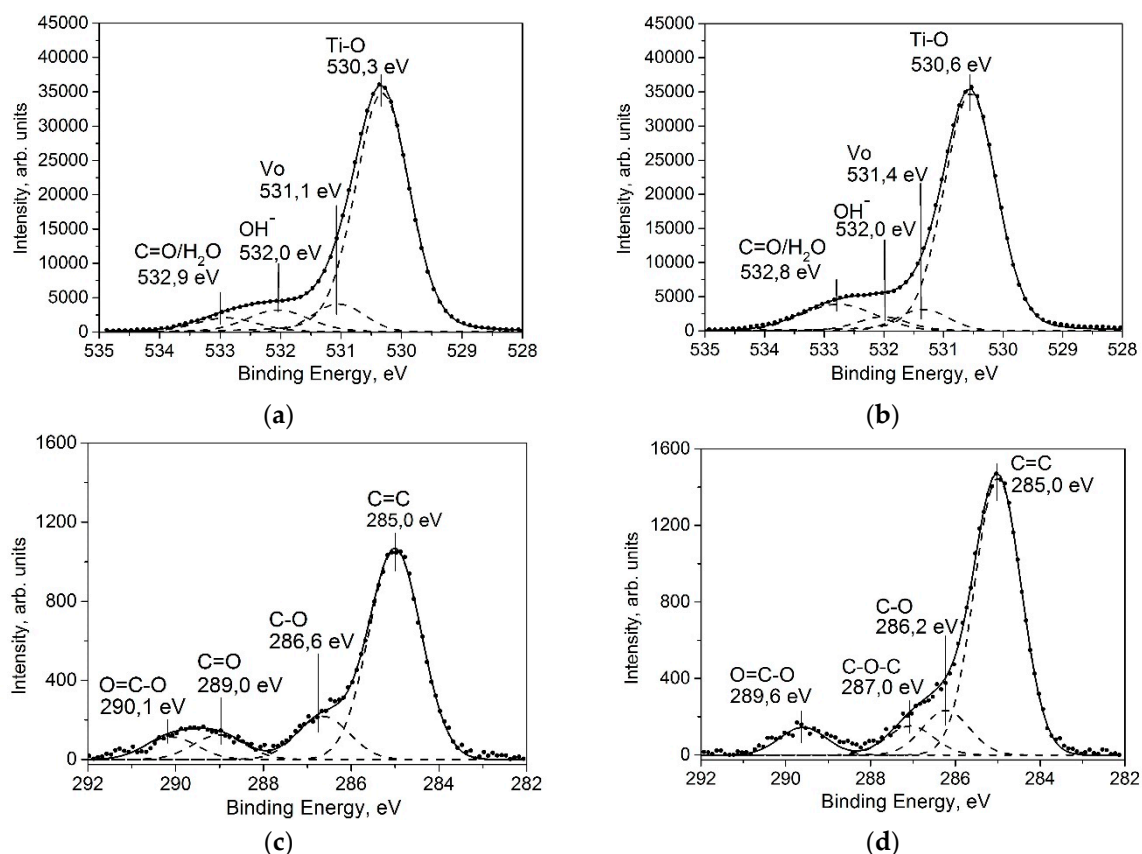 45000
40000
35000
30000
25000
20000
15000
10000
5000
0
Intensity, arb. units
Ti-O
530,3 eV
Vo
531,1 eV
OH⁻
532,0 eV
C=O/H₂O
532,9 eV
535 534 533 532 531 530 529 528
Binding Energy, eV
(a)
45000
40000
35000
30000
25000
20000
15000
10000
5000
0
Intensity, arb. units
Ti-O
530,6 eV
Vo
531,4 eV
OH⁻
532,0 eV
C=O/H₂O
532,8 eV
535 534 533 532 531 530 529 528
Binding Energy, eV
(b)
1600
1200
800
400
0
Intensity, arb. units
C=C
285,0 eV
C-O
286,6 eV
C=O
289,0 eV
O=C-O
290,1 eV
292 290 288 286 284 282
Binding Energy, eV
(c)
1600
1200
800
400
0
Intensity, arb. units
C=C
285,0 eV
C-O
286,2 eV
C-O-C
287,0 eV
O=C-O
289,6 eV
292 290 288 286 284 282
Binding Energy, eV
(d)